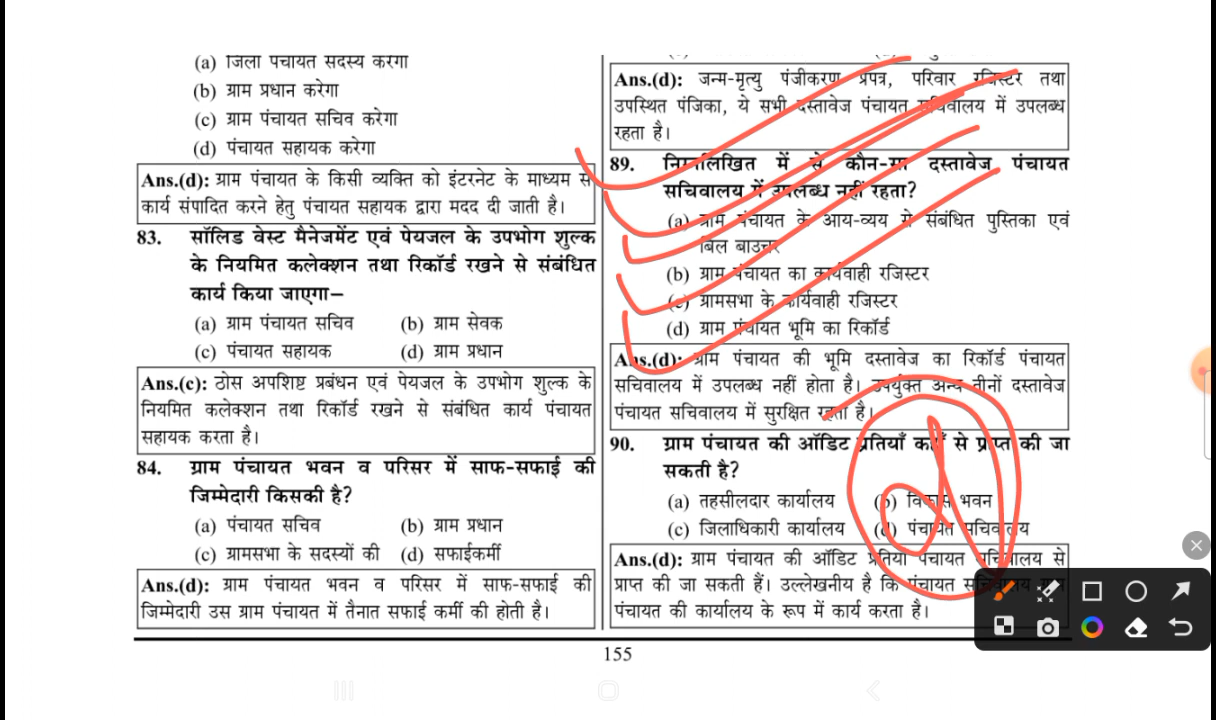 (a) जिला पंचायत सदस्य करेगा
(b) ग्राम प्रधान करेगा
(c) ग्राम पंचायत सचिव करेगा
(d) पंचायत सहायक करेगा
Ans.(d): ग्राम पंचायत के किसी व्यक्ति को इंटरनेट के माध्यम से
कार्य संपादित करने हेतु पंचायत सहायक द्वारा मदद दी जाती है।
83. सॉलिड वेस्ट मैनेजमेंट एवं पेयजल के उपभोग शुल्क
के नियमित कलेक्शन तथा रिकॉर्ड रखने से संबंधित
कार्य किया जाएगा–
(a) ग्राम पंचायत सचिव (b) ग्राम सेवक
(c) पंचायत सहायक (d) ग्राम प्रधान
Ans.(c): ठोस अपशिष्ट प्रबंधन एवं पेयजल के उपभोग शुल्क के
नियमित कलेक्शन तथा रिकॉर्ड रखने से संबंधित कार्य पंचायत
सहायक करता है।
84. ग्राम पंचायत भवन व परिसर में साफ-सफाई की
जिम्मेदारी किसकी है?
(a) पंचायत सचिव (b) ग्राम प्रधान
(c) ग्रामसभा के सदस्यों की (d) सफाईकर्मी
Ans.(d): ग्राम पंचायत भवन व परिसर में साफ-सफाई की
जिम्मेदारी उस ग्राम पंचायत में तैनात सफाई कर्मी की होती है।
Ans.(d): जन्म-मृत्यु पंजीकरण प्रपत्र, परिवार रजिस्टर तथा
उपस्थित पंजिका, ये सभी दस्तावेज पंचायत सचिवालय में उपलब्ध
रहता है।
89. निम्नलिखित में से कौन-सा दस्तावेज पंचायत
सचिवालय में उपलब्ध नहीं रहता?
(a) ग्राम पंचायत के आय-व्यय से संबंधित पुस्तिका एवं
बिल बाउचर
(b) ग्राम पंचायत का कार्यवाही रजिस्टर
(c) ग्रामसभा के कार्यवाही रजिस्टर
(d) ग्राम पंचायत भूमि का रिकॉर्ड
Ans.(d): ग्राम पंचायत की भूमि दस्तावेज का रिकॉर्ड पंचायत
सचिवालय में उपलब्ध नहीं होता है। उपर्युक्त अन्य तीनों दस्तावेज
पंचायत सचिवालय में सुरक्षित रहता है।
90. ग्राम पंचायत की ऑडिट प्रतियाँ कहाँ से प्राप्त की जा
सकती है?
(a) तहसीलदार कार्यालय (b) विकास भवन
(c) जिलाधिकारी कार्यालय (d) पंचायत सचिवालय
Ans.(d): ग्राम पंचायत की ऑडिट प्रतिया पंचायत सचिवालय से
प्राप्त की जा सकती हैं। उल्लेखनीय है कि पंचायत सचिवालय ग्राम
पंचायत की कार्यालय के रूप में कार्य करता है।
155